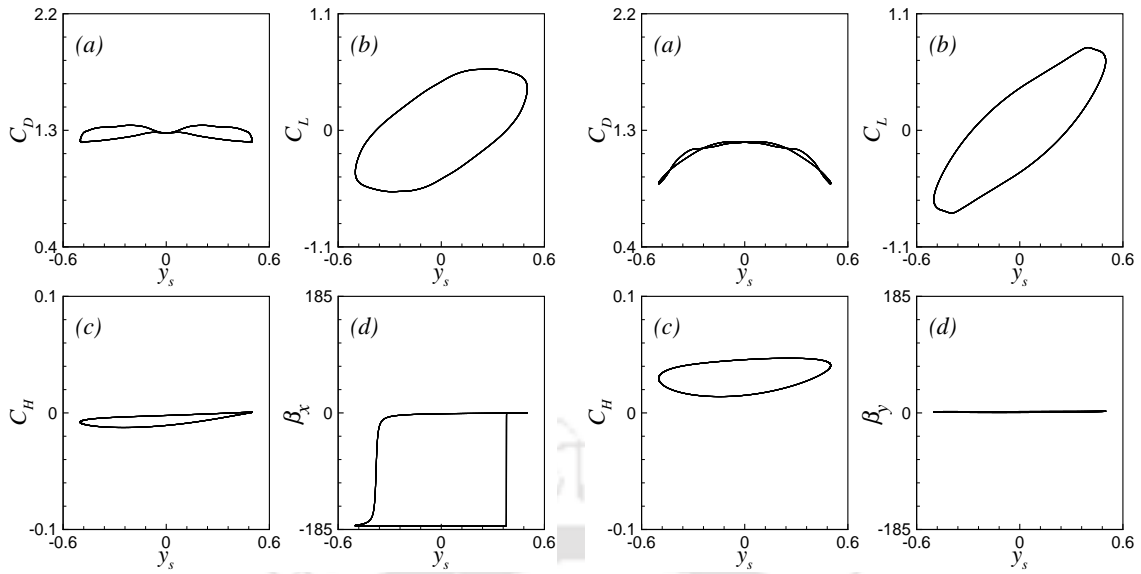 2.2
(a)
C_D
1.3
0.4
-0.6 0 0.6
y_s
1.1
(b)
C_L
0
-1.1
-0.6 0 0.6
y_s
2.2
(a)
C_D
1.3
0.4
-0.6 0 0.6
y_s
1.1
(b)
C_L
0
-1.1
-0.6 0 0.6
y_s
0.1
(c)
C_H
0
-0.1
-0.6 0 0.6
y_s
185
(d)
β_x
0
-185
-0.6 0 0.6
y_s
0.1
(c)
C_H
0
-0.1
-0.6 0 0.6
y_s
185
(d)
β_y
0
-185
-0.6 0 0.6
y_s